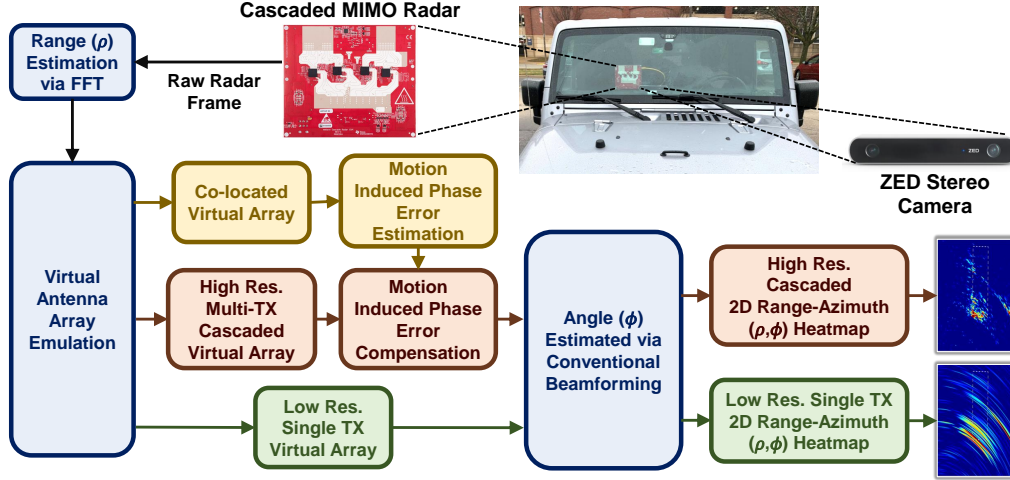 Cascaded MIMO Radar
Range (ρ)
Estimation
via FFT
Raw Radar
Frame
ZED
ZED Stereo
Camera
Virtual
Antenna
Array
Emulation
Co-located
Virtual Array
Motion
Induced Phase
Error
Estimation
High Res.
Multi-TX
Cascaded
Virtual Array
Motion
Induced Phase
Error
Compensation
Low Res.
Single TX
Virtual Array
Angle (ϕ)
Estimated via
Conventional
Beamforming
High Res.
Cascaded
2D Range-Azimuth
(ρ,ϕ) Heatmap
Low Res. Single TX
2D Range-Azimuth
(ρ,ϕ) Heatmap